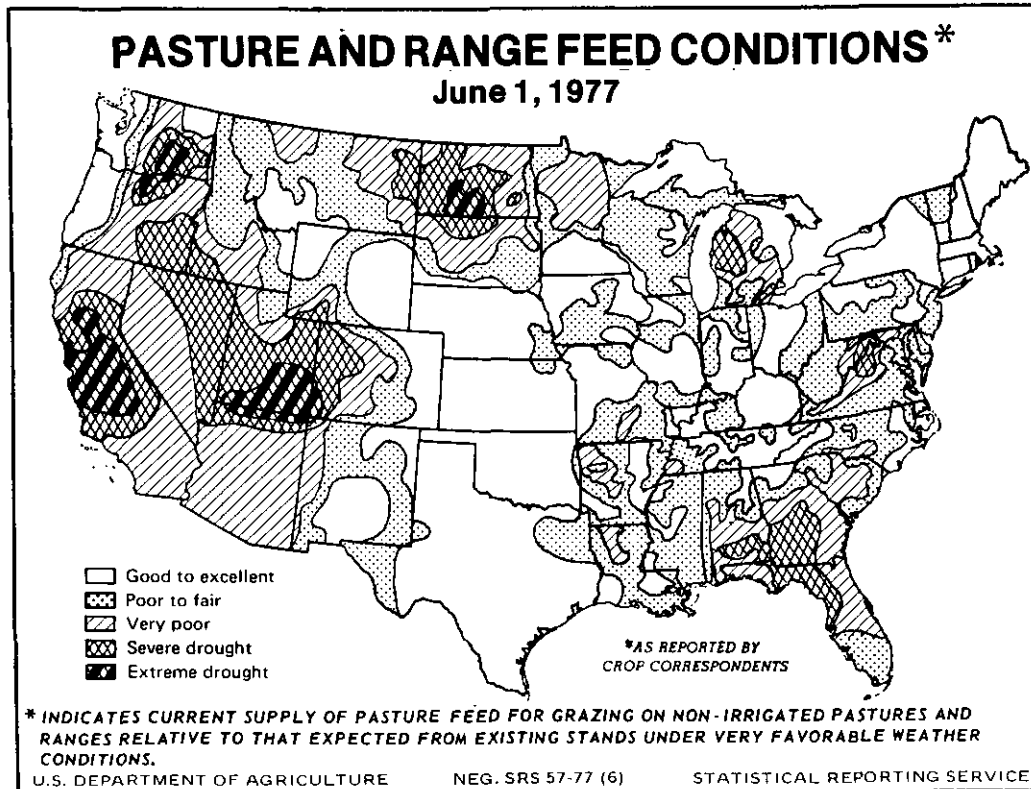 PASTURE AND RANGE FEED CONDITIONS*
June 1, 1977
Good to excellent
Poor to fair
Very poor
Severe drought
Extreme drought
*AS REPORTED BY
CROP CORRESPONDENTS
* INDICATES CURRENT SUPPLY OF PASTURE FEED FOR GRAZING ON NON-IRRIGATED PASTURES AND
RANGES RELATIVE TO THAT EXPECTED FROM EXISTING STANDS UNDER VERY FAVORABLE WEATHER
CONDITIONS.
U.S. DEPARTMENT OF AGRICULTURE NEG. SRS 57-77 (6) STATISTICAL REPORTING SERVICE